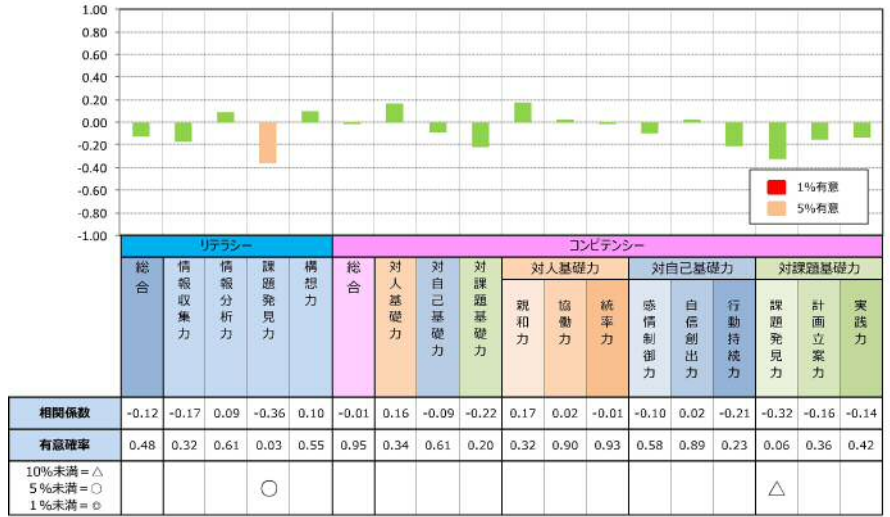 1.00
0.80
0.60
0.40
0.20
0.00
-0.20
-0.40
-0.60
-0.80
-1.00
1%有意
5%有意
リテラシー
コンピテンシー
総合
情報収集力
情報分析力
課題発見力
構想力
総合
対人基礎力
対自己基礎力
対課題基礎力
対人基礎力
対自己基礎力
対課題基礎力
親和力
協働力
統率力
感情制御力
自信創出力
行動持続力
課題発見力
計画立案力
実践力
相関係数 -0.12 -0.17 0.09 -0.36 0.10 -0.01 0.16 -0.09 -0.22 0.17 0.02 -0.01 -0.10 0.02 -0.21 -0.32 -0.16 -0.14
有意確率 0.48 0.32 0.61 0.03 0.55 0.95 0.34 0.61 0.20 0.32 0.90 0.93 0.58 0.89 0.23 0.06 0.36 0.42
10%未満=△
5%未満=○ ○ △
1%未満=◎